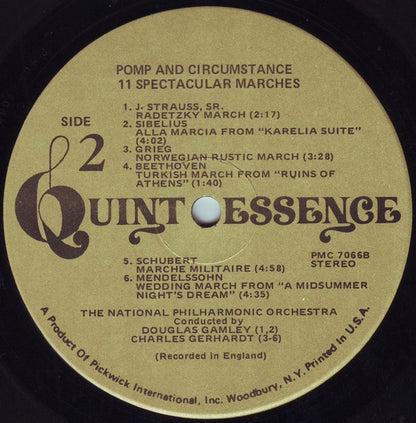 POMP AND CIRCUMSTANCE
11 SPECTACULAR MARCHES
SIDE
2
1. J. STRAUSS, SR.
RADETZKY MARCH (2:17)
2. SIBELIUS
ALLA MARCIA FROM "KARELIA SUITE"
(4:02)
3. GRIEG
NORWEGIAN RUSTIC MARCH (3:28)
4. BEETHOVEN
TURKISH MARCH FROM "RUINS OF
ATHENS" (1:40)
QUINTESSENCE
5. SCHUBERT
MARCHE MILITAIRE (4:58)
6. MENDELSSOHN
WEDDING MARCH FROM "A MIDSUMMER
NIGHT'S DREAM" (4:35)
PMC 7066B
STEREO
THE NATIONAL PHILHARMONIC ORCHESTRA
Conducted by
DOUGLAS GAMLEY (1,2)
CHARLES GERHARDT (3-6)
(Recorded in England)
A Product Of Pickwick International, Inc. Woodbury, N.Y. Printed In U.S.A.